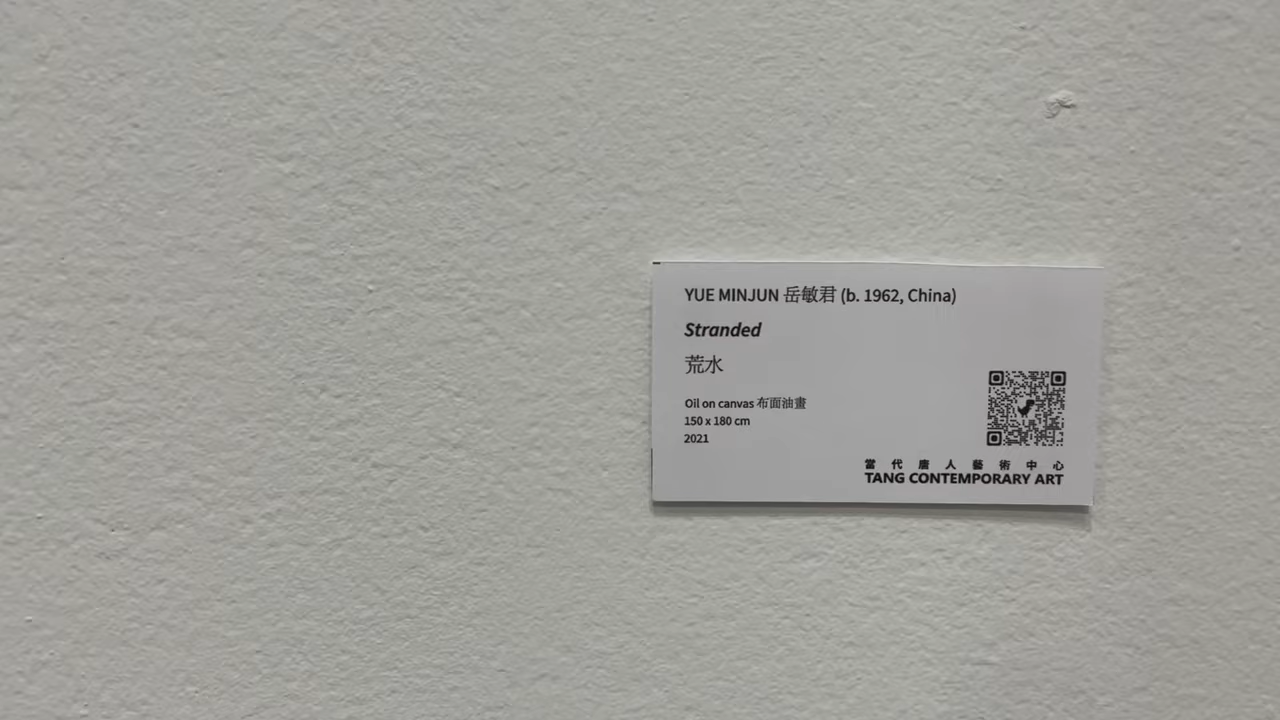 YUE MINJUN 岳敏君 (b. 1962, China)
Stranded
荒水
Oil on canvas 布面油畫
150 x 180 cm
2021
當代唐人藝術中心
TANG CONTEMPORARY ART